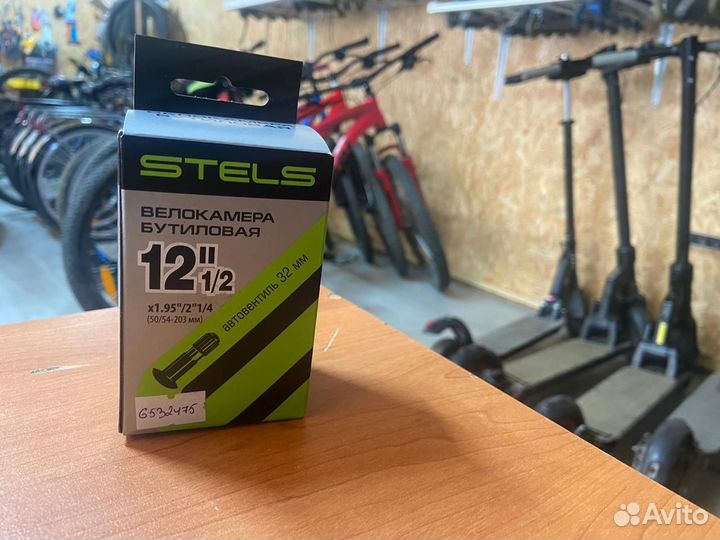 STELS
ВЕЛОКАМЕРА
БУТИЛОВАЯ
12" 1/2
x1.95"/2"1/4
(50/54-203 мм)
автовентиль 32 мм
6532475
Avito